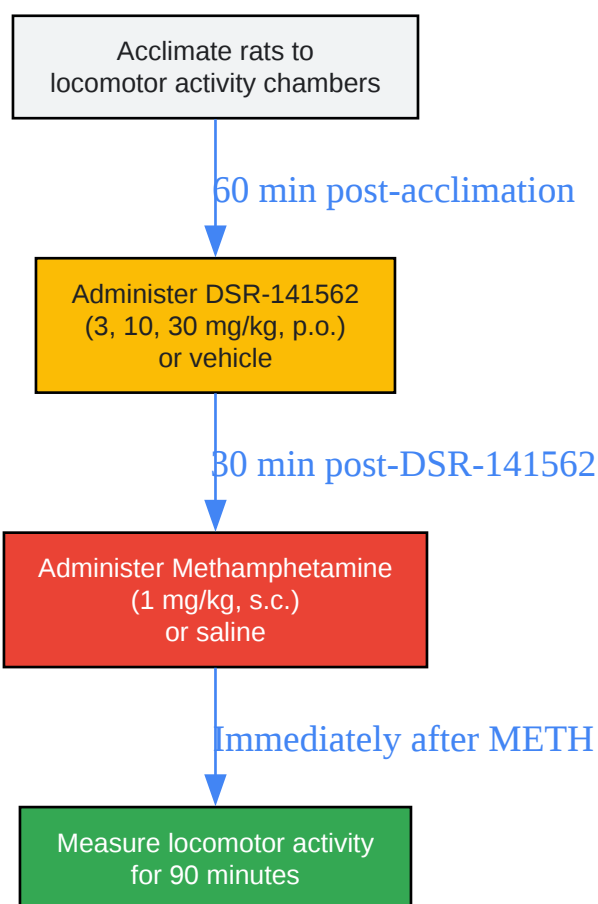 Acclimate rats to
locomotor activity chambers
60 min post-acclimation
Administer DSR-141562
(3, 10, 30 mg/kg, p.o.)
or vehicle
30 min post-DSR-141562
Administer Methamphetamine
(1 mg/kg, s.c.)
or saline
Immediately after METH
Measure locomotor activity
for 90 minutes